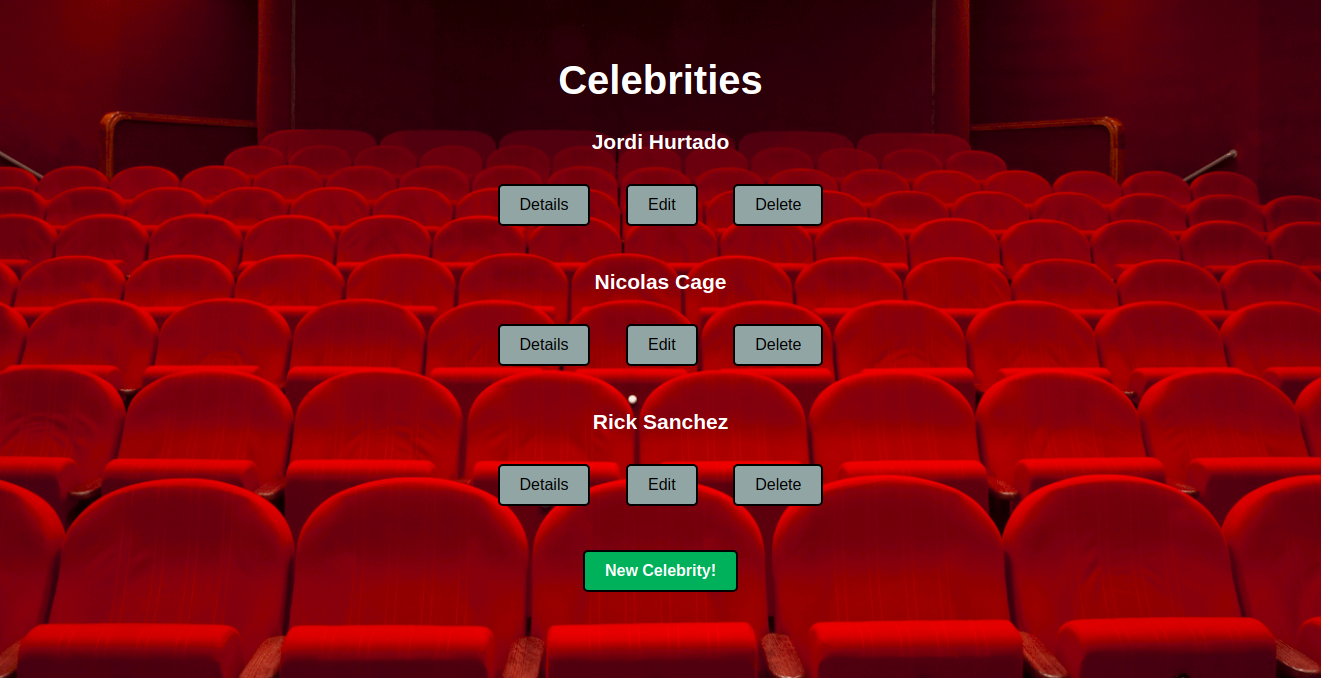 Celebrities
Jordi Hurtado
Details Edit Delete
Nicolas Cage
Details Edit Delete
Rick Sanchez
Details Edit Delete
New Celebrity!